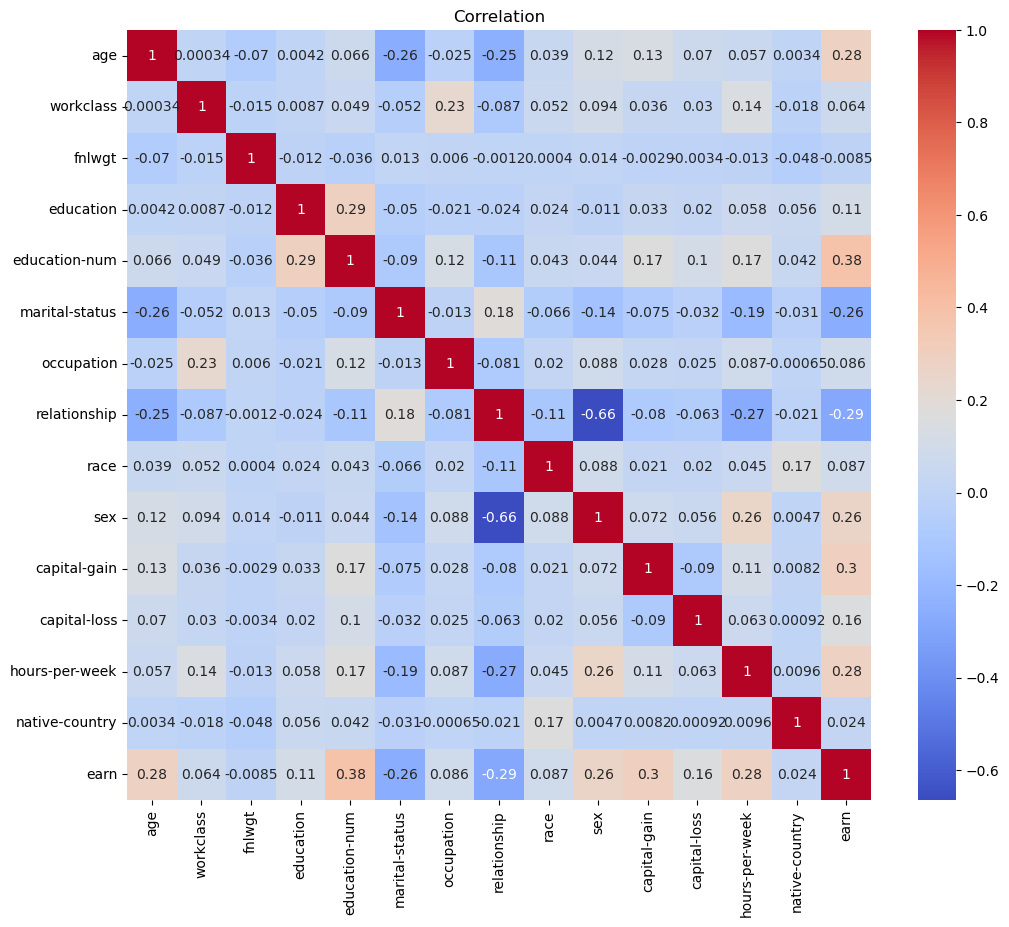 Correlation
age 1 0.00034 -0.07 0.0042 0.066 -0.26 -0.025 -0.25 0.039 0.12 0.13 0.07 0.057 0.0034 0.28
workclass 0.00034 1 -0.015 0.0087 0.049 -0.052 0.23 -0.087 0.052 0.094 0.036 0.03 0.14 -0.018 0.064
fnlwgt -0.07 -0.015 1 -0.012 -0.036 0.013 0.006 -0.0012 0.0004 0.014 -0.0029 -0.0034 -0.013 -0.048 -0.0085
education 0.0042 0.0087 -0.012 1 0.29 -0.05 -0.021 -0.024 0.024 -0.011 0.033 0.02 0.058 0.056 0.11
education-num 0.066 0.049 -0.036 0.29 1 -0.09 0.12 -0.11 0.043 0.044 0.17 0.1 0.17 0.042 0.38
marital-status -0.26 -0.052 0.013 -0.05 -0.09 1 -0.013 0.18 -0.066 -0.14 -0.075 -0.032 -0.19 -0.031 -0.26
occupation -0.025 0.23 0.006 -0.021 0.12 -0.013 1 -0.081 0.02 0.088 0.028 0.025 0.087 -0.00065 0.086
relationship -0.25 -0.087 -0.0012 -0.024 -0.11 0.18 -0.081 1 -0.11 -0.66 -0.08 -0.063 -0.27 -0.021 -0.29
race 0.039 0.052 0.0004 0.024 0.043 -0.066 0.02 -0.11 1 0.088 0.021 0.02 0.045 0.17 0.087
sex 0.12 0.094 0.014 -0.011 0.044 -0.14 0.088 -0.66 0.088 1 0.072 0.056 0.26 0.0047 0.26
capital-gain 0.13 0.036 -0.0029 0.033 0.17 -0.075 0.028 -0.08 0.021 0.072 1 -0.09 0.11 0.0082 0.3
capital-loss 0.07 0.03 -0.0034 0.02 0.1 -0.032 0.025 -0.063 0.02 0.056 -0.09 1 0.063 0.00092 0.16
hours-per-week 0.057 0.14 -0.013 0.058 0.17 -0.19 0.087 -0.27 0.045 0.26 0.11 0.063 1 0.0096 0.28
native-country 0.0034 -0.018 -0.048 0.056 0.042 -0.031 -0.00065 -0.021 0.17 0.0047 0.0082 0.00092 0.0096 1 0.024
earn 0.28 0.064 -0.0085 0.11 0.38 -0.26 0.086 -0.29 0.087 0.26 0.3 0.16 0.28 0.024 1
age workclass fnlwgt education education-num marital-status occupation relationship race sex capital-gain capital-loss hours-per-week native-country earn
1.0
0.8
0.6
0.4
0.2
0.0
−0.2
−0.4
−0.6